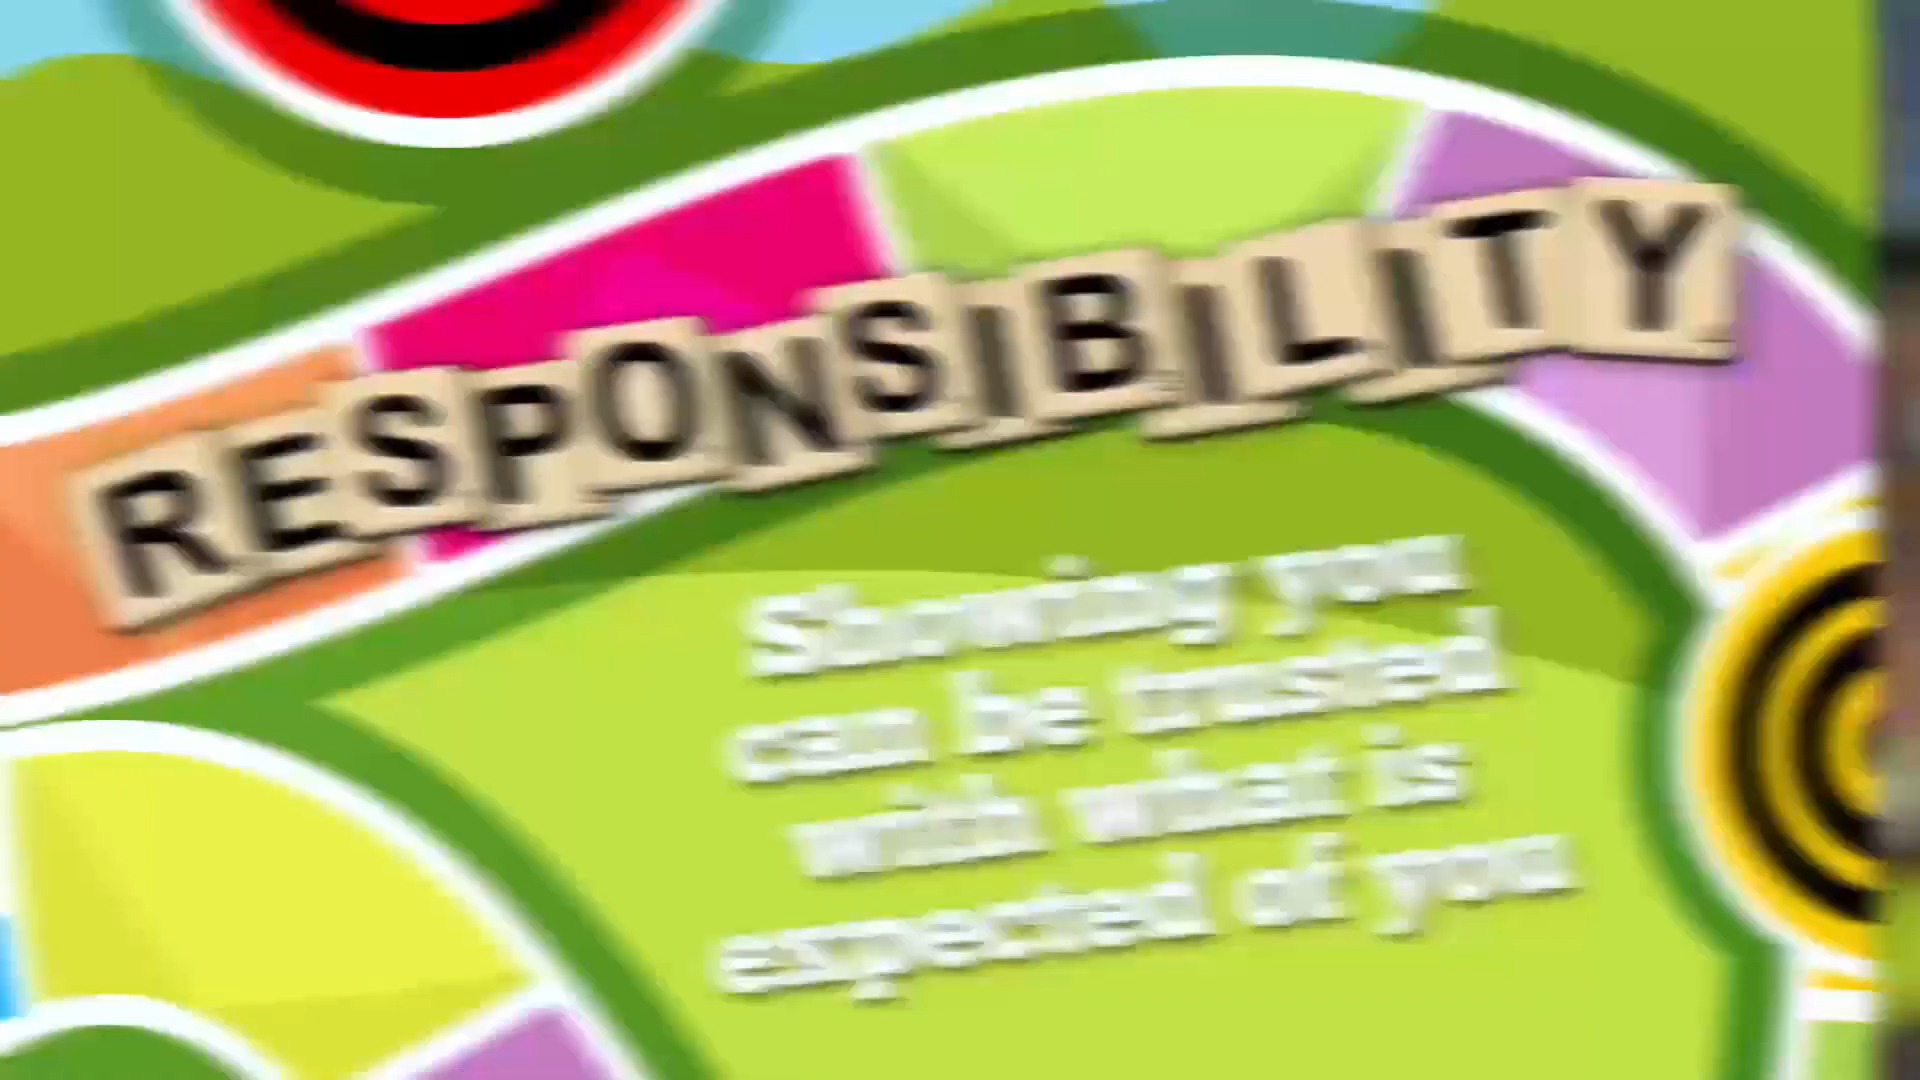 RESPONSIBILITY
Showing you
can be trusted
with what is
expected of you